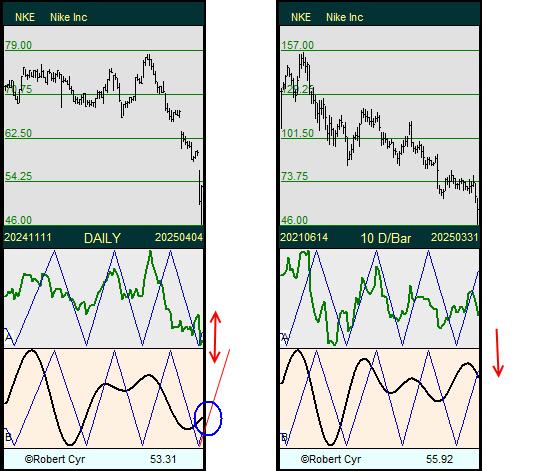 NKE Nike Inc
79.00
62.50
54.25
46.00
20241111 DAILY 20250404
A
B
©Robert Cyr 53.31
NKE Nike Inc
157.00
101.50
73.75
46.00
20210614 10 D/Bar 20250331
A
B
©Robert Cyr 55.92